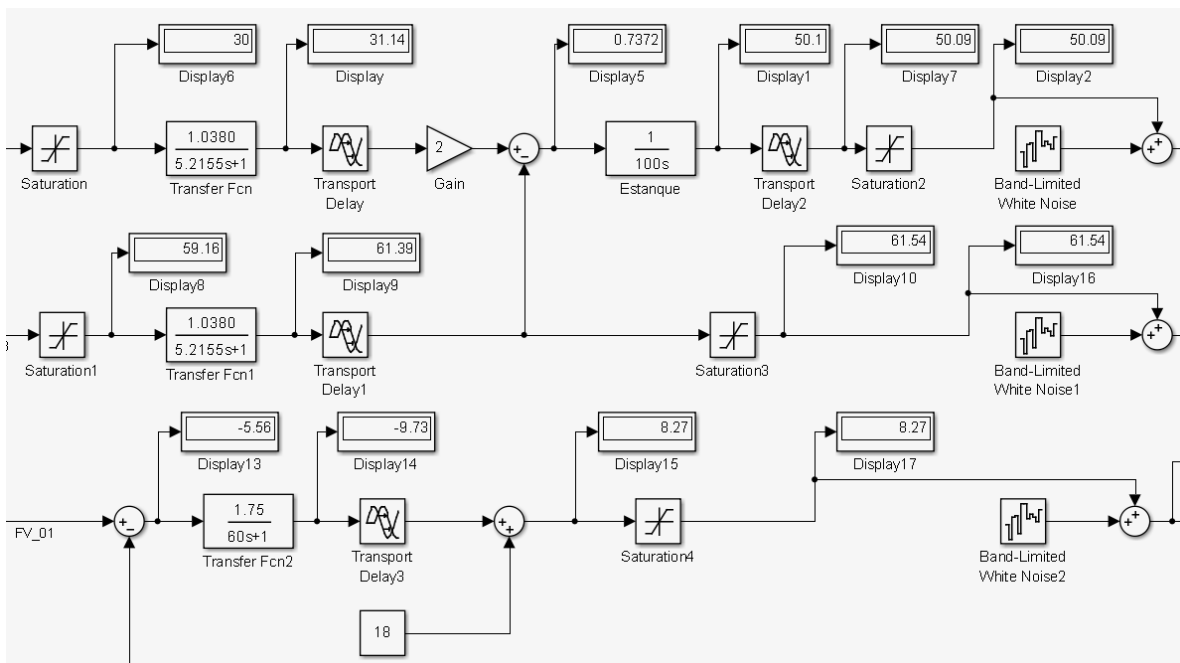 30
Display6
31.14
Display
0.7372
Display5
50.1
Display1
50.09
Display7
50.09
Display2
Saturation
1.0380
5.2155s+1
Transfer Fcn
Transport
Delay
2
Gain
+-
1
100s
Estanque
Transport
Delay2
Saturation2
Band-Limited
White Noise
++
59.16
Display8
61.39
Display9
61.54
Display10
61.54
Display16
Saturation1
1.0380
5.2155s+1
Transfer Fcn1
Transport
Delay1
Saturation3
Band-Limited
White Noise1
++
-5.56
Display13
-9.73
Display14
8.27
Display15
8.27
Display17
FV_01
+-
1.75
60s+1
Transfer Fcn2
Transport
Delay3
++
Saturation4
Band-Limited
White Noise2
++
18